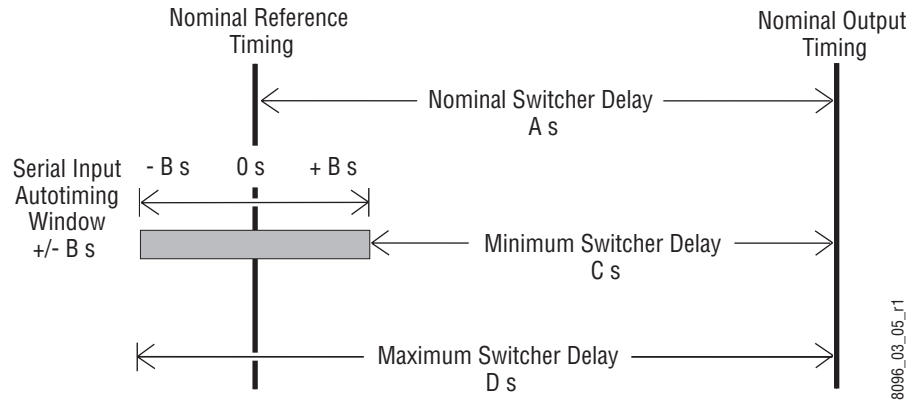 Nominal Reference
Timing
Nominal Output
Timing
Nominal Switcher Delay
A s
Serial Input
Autotiming
Window
+/- B s
- B s 0 s + B s
Minimum Switcher Delay
C s
Maximum Switcher Delay
D s
8096_03_05_r1